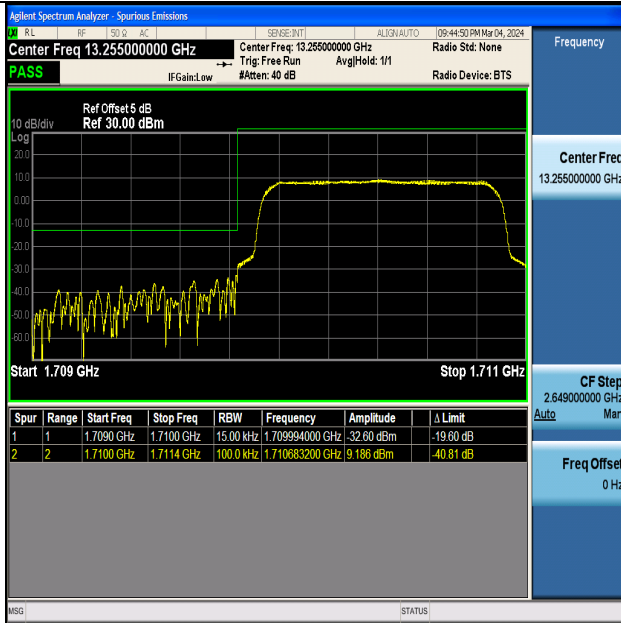 Agilent Spectrum Analyzer - Spurious Emissions
RL RF 50 Ω AC SENSE:INT ALIGN AUTO 09:44:50 PM Mar 04, 2024
Center Freq 13.255000000 GHz
Center Freq: 13.255000000 GHz
Radio Std: None
Trig: Free Run Avg|Hold: 1/1
PASS
IFGain:Low
#Atten: 40 dB
Radio Device: BTS
Ref Offset 5 dB
10 dB/div Ref 30.00 dBm
Log
20.0
10.0
0.00
-10.0
-20.0
-30.0
-40.0
-50.0
-60.0
Start 1.709 GHz Stop 1.711 GHz
Spur Range Start Freq Stop Freq RBW Frequency Amplitude Δ Limit
1 1 1.7090 GHz 1.7100 GHz 15.00 kHz 1.709994000 GHz -32.60 dBm -19.60 dB
2 2 1.7100 GHz 1.7114 GHz 100.0 kHz 1.710683200 GHz 9.186 dBm -40.81 dB
MSG STATUS
Frequency
Center Freq
13.255000000 GHz
CF Step
2.649000000 GHz
Auto Man
Freq Offset
0 Hz